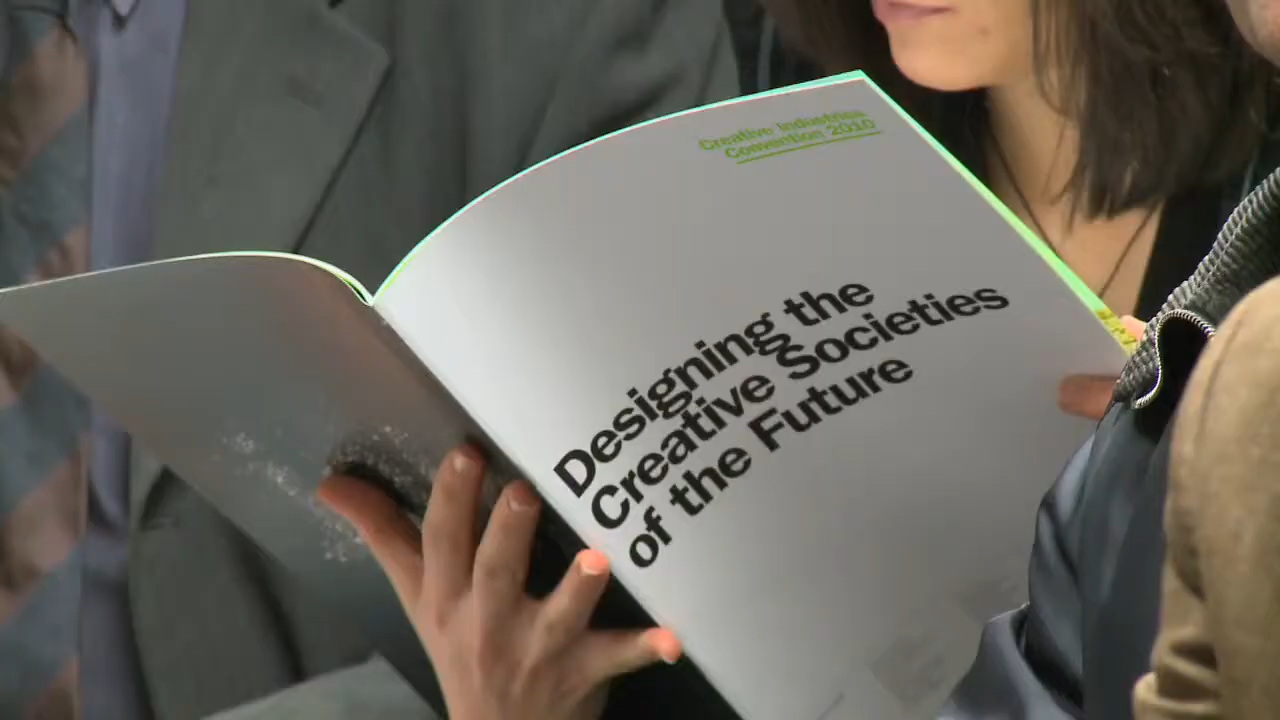 Creative Industries
Convention 2010
Designing the
Creative Societies
of the Future